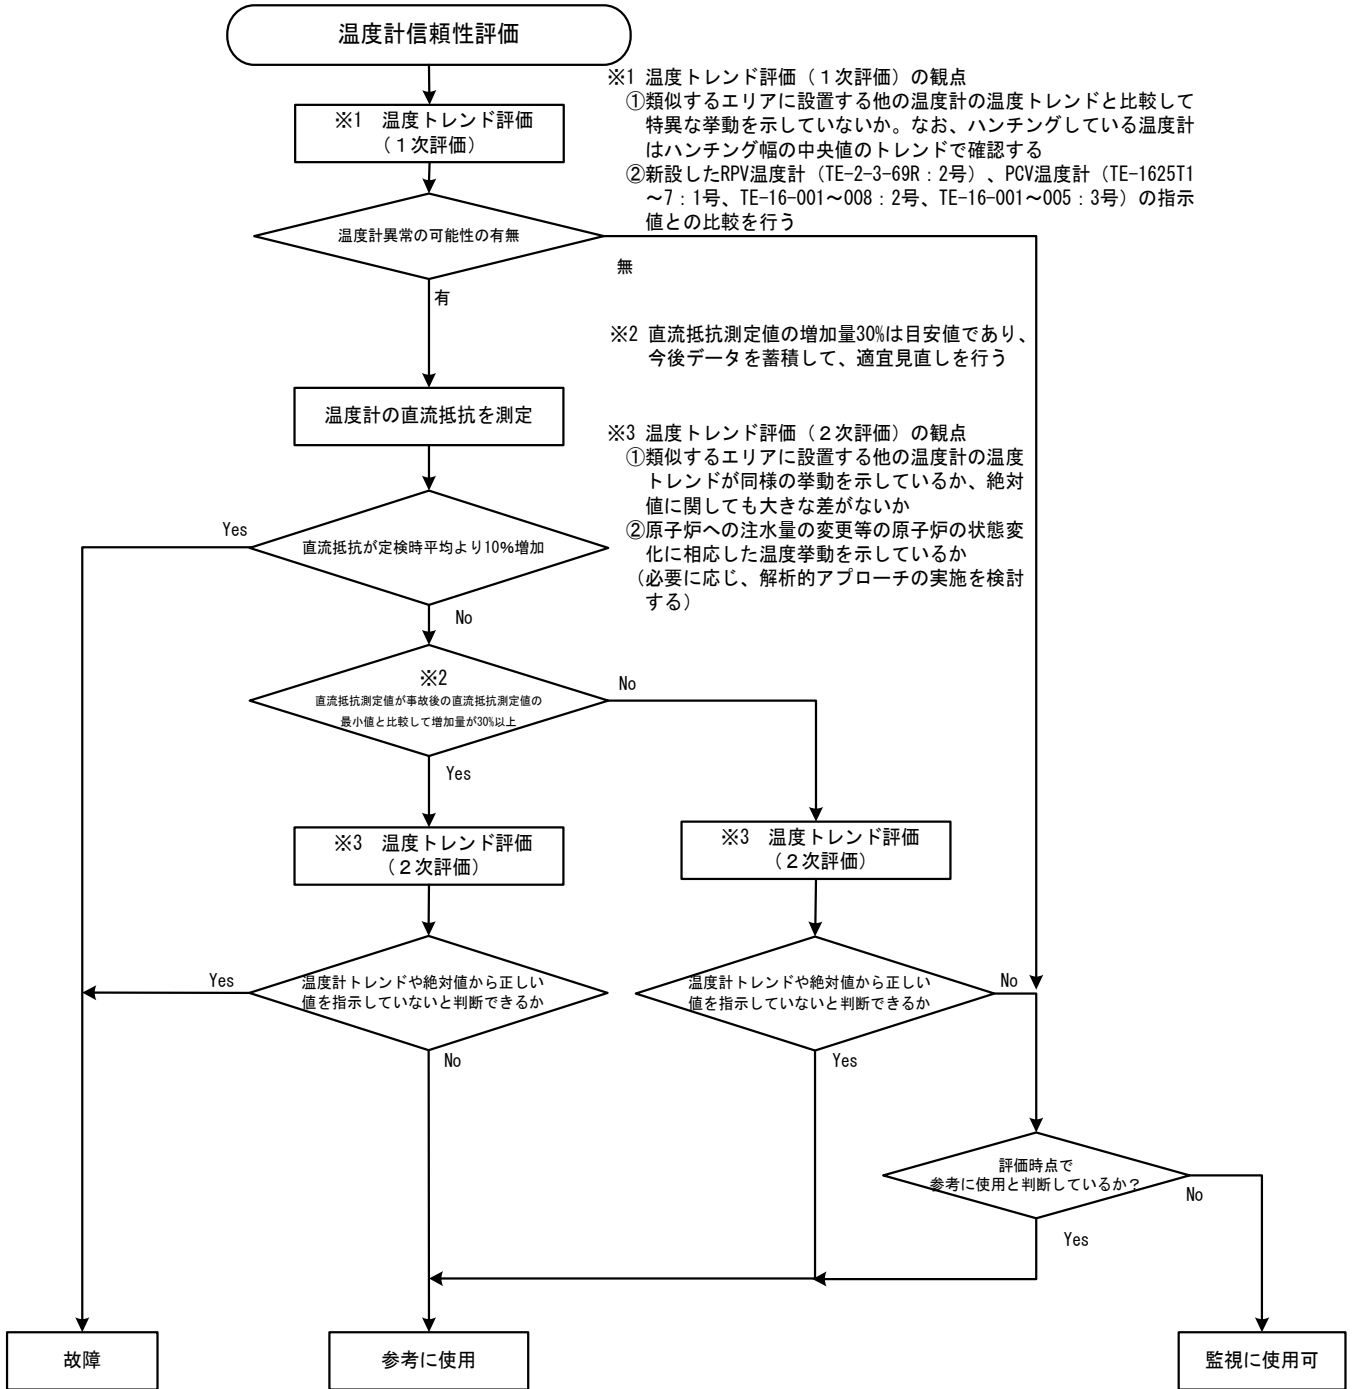 温度計信頼性評価
※1　温度トレンド評価
（１次評価）
※1 温度トレンド評価（１次評価）の観点
①類似するエリアに設置する他の温度計の温度トレンドと比較して
特異な挙動を示していないか。なお、ハンチングしている温度計
はハンチング幅の中央値のトレンドで確認する
②新設したRPV温度計（TE-2-3-69R：2号）、PCV温度計（TE-1625T1
～7：1号、TE-16-001～008：2号、TE-16-001～005：3号）の指示
値との比較を行う
温度計異常の可能性の有無
無
有
※2 直流抵抗測定値の増加量30%は目安値であり、
今後データを蓄積して、適宜見直しを行う
温度計の直流抵抗を測定
※3 温度トレンド評価（２次評価）の観点
①類似するエリアに設置する他の温度計の温度
トレンドが同様の挙動を示しているか、絶対
値に関しても大きな差がないか
②原子炉への注水量の変更等の原子炉の状態変
化に相応した温度挙動を示しているか
（必要に応じ、解析的アプローチの実施を検討
する）
直流抵抗が定検時平均より10%増加
Yes
No
※2
直流抵抗測定値が事故後の直流抵抗測定値の
最小値と比較して増加量が30%以上
No
Yes
※3　温度トレンド評価
（２次評価）
※3　温度トレンド評価
（２次評価）
温度計トレンドや絶対値から正しい
値を指示していないと判断できるか
Yes
No
温度計トレンドや絶対値から正しい
値を指示していないと判断できるか
No
Yes
評価時点で
参考に使用と判断しているか？
No
Yes
故障
参考に使用
監視に使用可